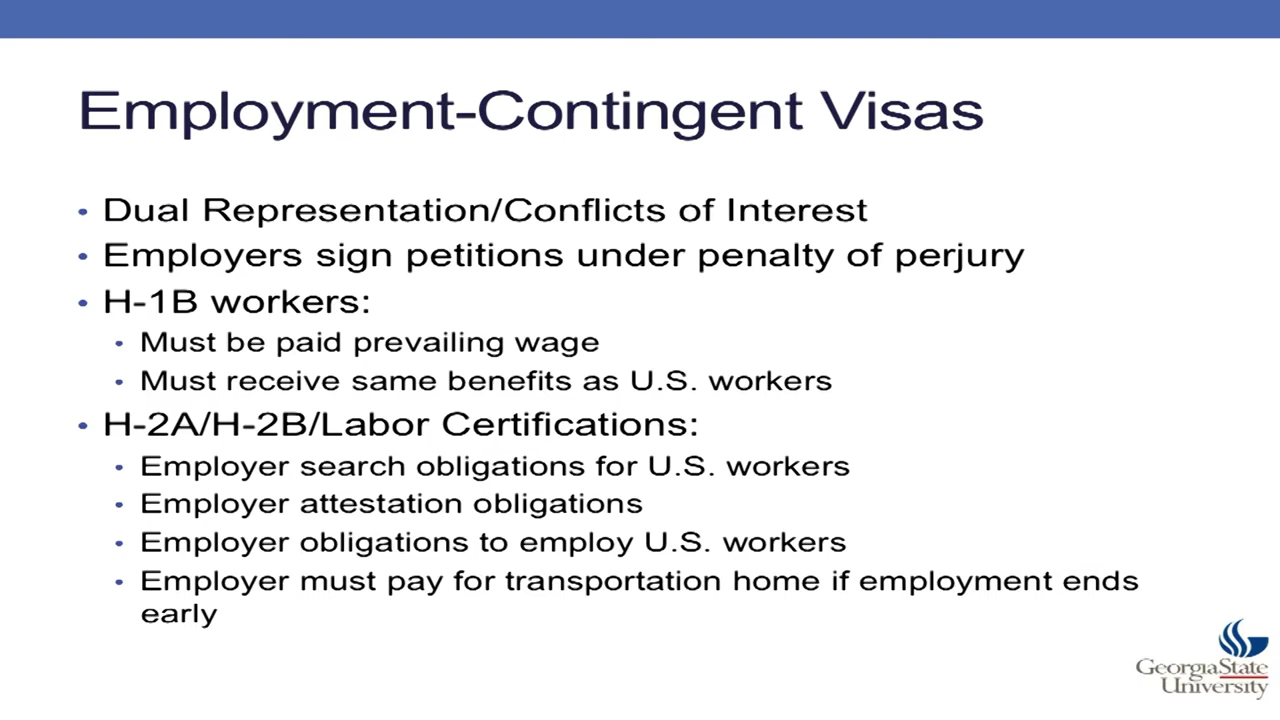 Employment-Contingent Visas
• Dual Representation/Conflicts of Interest
• Employers sign petitions under penalty of perjury
• H-1B workers:
• Must be paid prevailing wage
• Must receive same benefits as U.S. workers
• H-2A/H-2B/Labor Certifications:
• Employer search obligations for U.S. workers
• Employer attestation obligations
• Employer obligations to employ U.S. workers
• Employer must pay for transportation home if employment ends
early
GeorgiaState
University